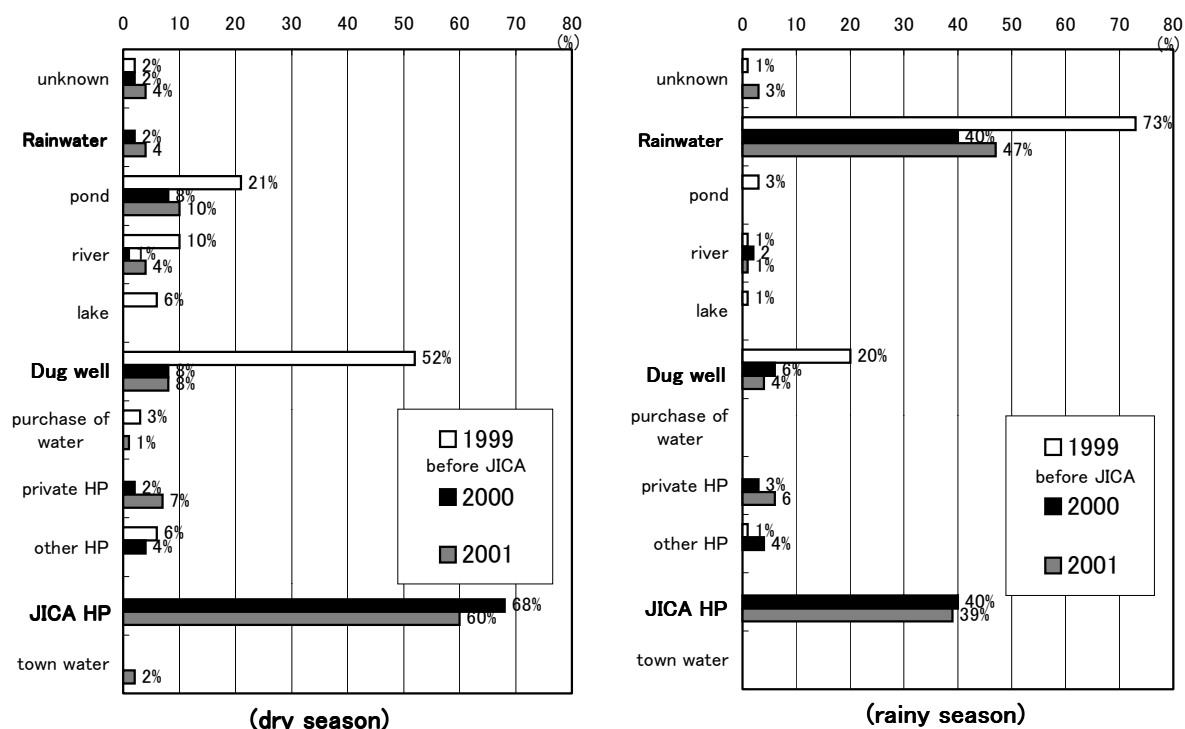 0 10 20 30 40 50 60 70 80
(%)
unknown 2%
2%
4%
Rainwater 2%
4
pond 21%
8%
10%
river 10%
1%
4%
lake 6%
Dug well 52%
8%
8%
purchase of 3%
water 1%
private HP 2%
7%
other HP 6%
4%
JICA HP 68%
60%
town water 2%
1999
before JICA
2000
2001
(dry season)
0 10 20 30 40 50 60 70 80
(%)
unknown 1%
3%
Rainwater 73%
40%
47%
pond 3%
river 1%
2
1%
lake 1%
Dug well 20%
6%
4%
purchase of
water
private HP 3%
6
other HP 1%
4%
JICA HP 40%
39%
town water
1999
before JICA
2000
2001
(rainy season)